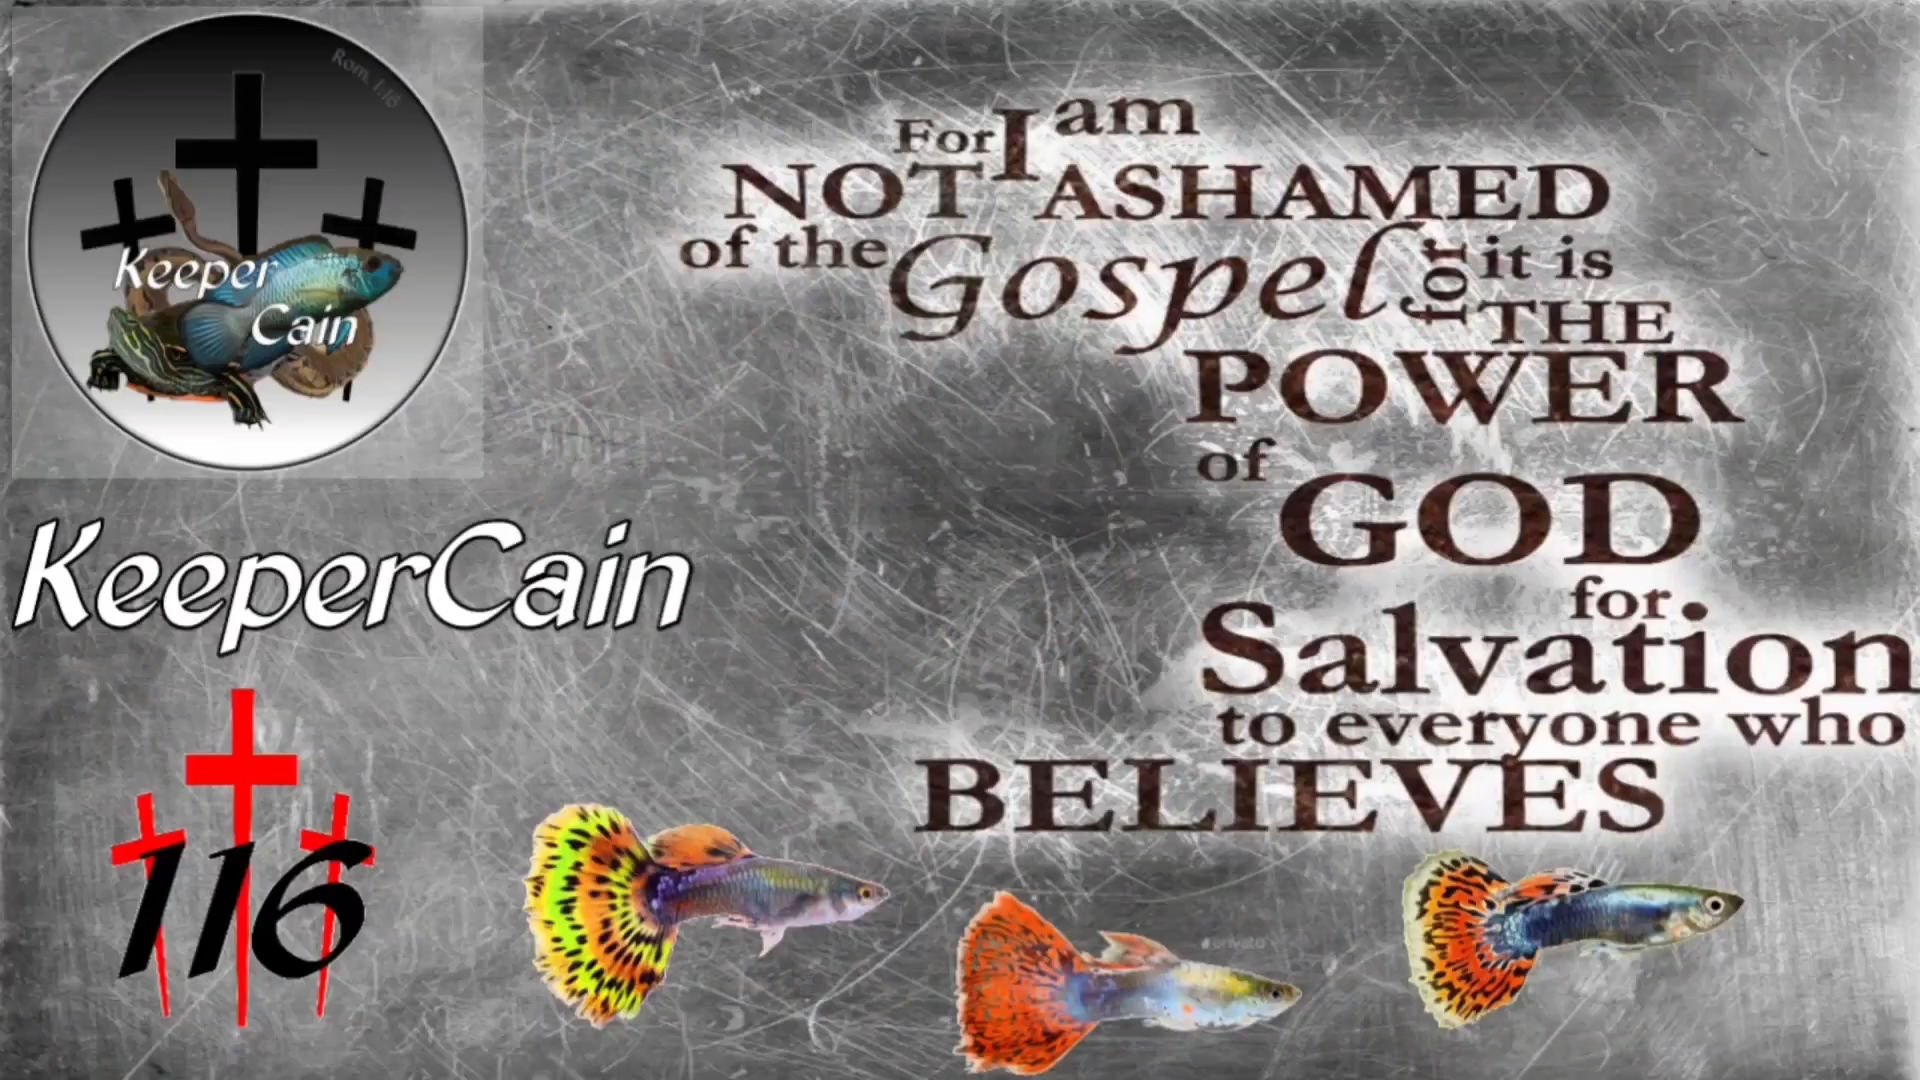 Rom. 1:16
Keeper
Cain
KeeperCain
116
For I am
NOT ASHAMED
of the Gospel for it is
THE
POWER
of
GOD
for
Salvation
to everyone who
BELIEVES